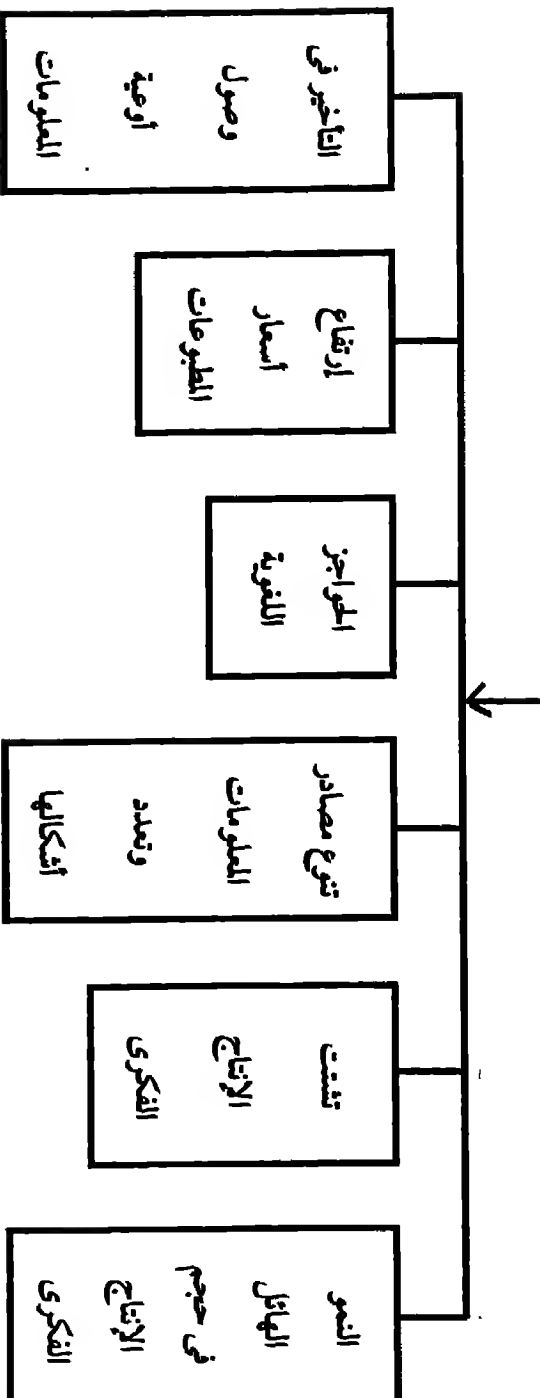 النمو
الهائل
فى حجم
الإنتاج
الفكرى
تشتت
الإنتاج
الفكرى
تنوع مصادر
المعلومات
وتعدد
أشكالها
الحواجز
اللغوية
إرتفاع
أسعار
المطبوعات
التأخير فى
وصول
أوعية
المعلومات